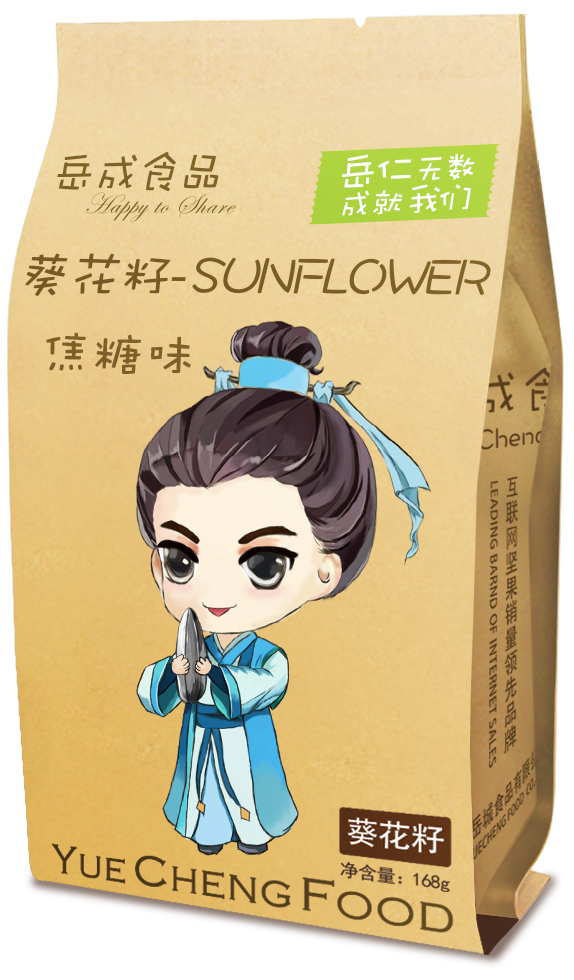 岳成食品
Happy to Share
岳仁无数
成就我们
葵花籽-SUNFLOWER
焦糖味
葵花籽
净含量：168g
YUE CHENG FOOD
成食
Cheng
互联网坚果销量领先品牌
LEADING BARND OF INTERNET SALES